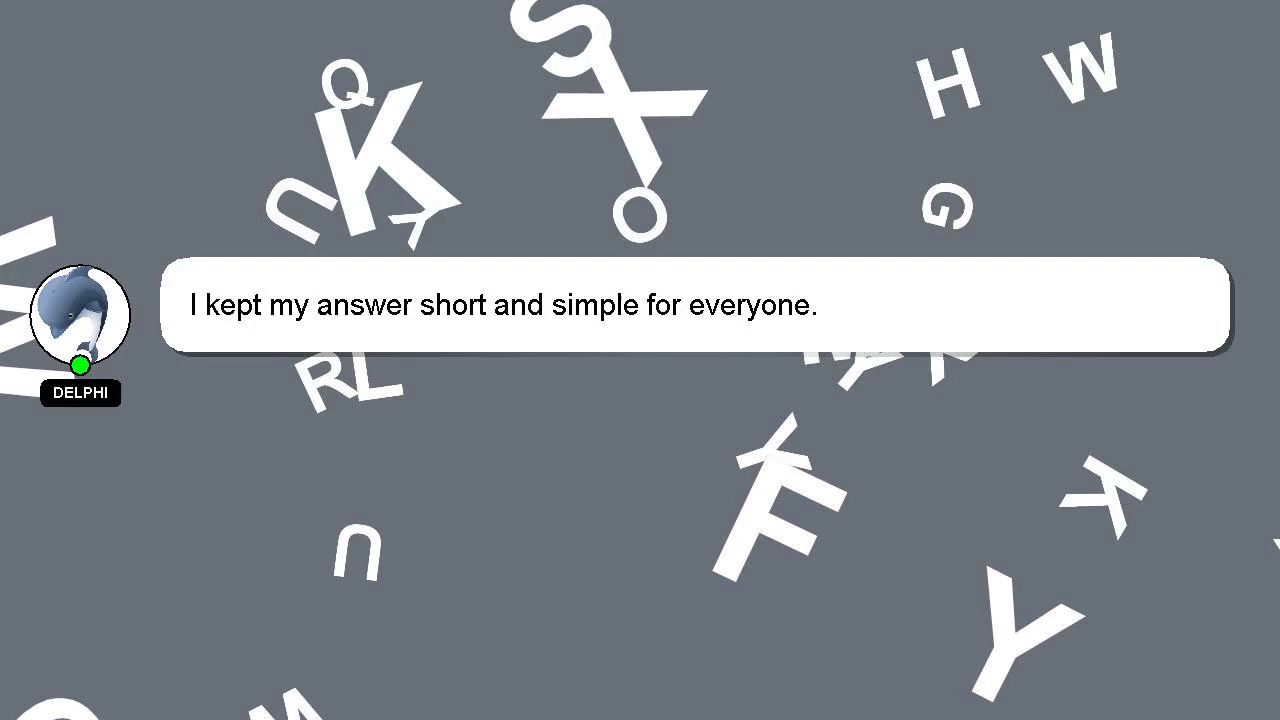 I kept my answer short and simple for everyone.
DELPHI
Q
S
X
H
W
K
U
Y
O
G
R
L
K
F
K
U
Y
M